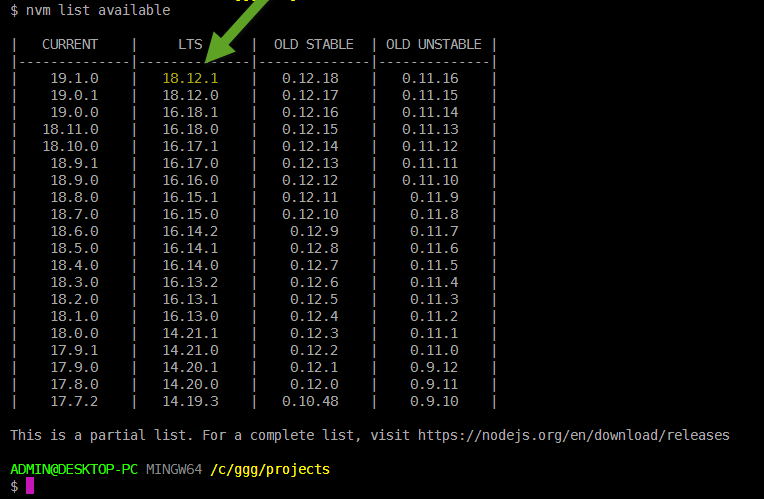 $ nvm list available
|   CURRENT    |     LTS      |  OLD STABLE  | OLD UNSTABLE |
|--------------|--------------|--------------|--------------|
|    19.1.0    |   18.12.1    |   0.12.18    |   0.11.16    |
|    19.0.1    |   18.12.0    |   0.12.17    |   0.11.15    |
|    19.0.0    |   16.18.1    |   0.12.16    |   0.11.14    |
|   18.11.0    |   16.18.0    |   0.12.15    |   0.11.13    |
|   18.10.0    |   16.17.1    |   0.12.14    |   0.11.12    |
|    18.9.1    |   16.17.0    |   0.12.13    |   0.11.11    |
|    18.9.0    |   16.16.0    |   0.12.12    |   0.11.10    |
|    18.8.0    |   16.15.1    |   0.12.11    |    0.11.9    |
|    18.7.0    |   16.15.0    |   0.12.10    |    0.11.8    |
|    18.6.0    |   16.14.2    |    0.12.9    |    0.11.7    |
|    18.5.0    |   16.14.1    |    0.12.8    |    0.11.6    |
|    18.4.0    |   16.14.0    |    0.12.7    |    0.11.5    |
|    18.3.0    |   16.13.2    |    0.12.6    |    0.11.4    |
|    18.2.0    |   16.13.1    |    0.12.5    |    0.11.3    |
|    18.1.0    |   16.13.0    |    0.12.4    |    0.11.2    |
|    18.0.0    |   14.21.1    |    0.12.3    |    0.11.1    |
|    17.9.1    |   14.21.0    |    0.12.2    |    0.11.0    |
|    17.9.0    |   14.20.1    |    0.12.1    |    0.9.12    |
|    17.8.0    |   14.20.0    |    0.12.0    |    0.9.11    |
|    17.7.2    |   14.19.3    |   0.10.48    |    0.9.10    |
This is a partial list. For a complete list, visit https://nodejs.org/en/download/releases
ADMIN@DESKTOP-PC MINGW64 /c/ggg/projects
$